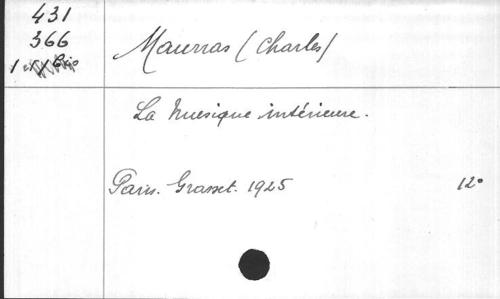 431
366
Maurras (Charles)
La Musique intérieure.
Paris. Grasset. 1925 12°